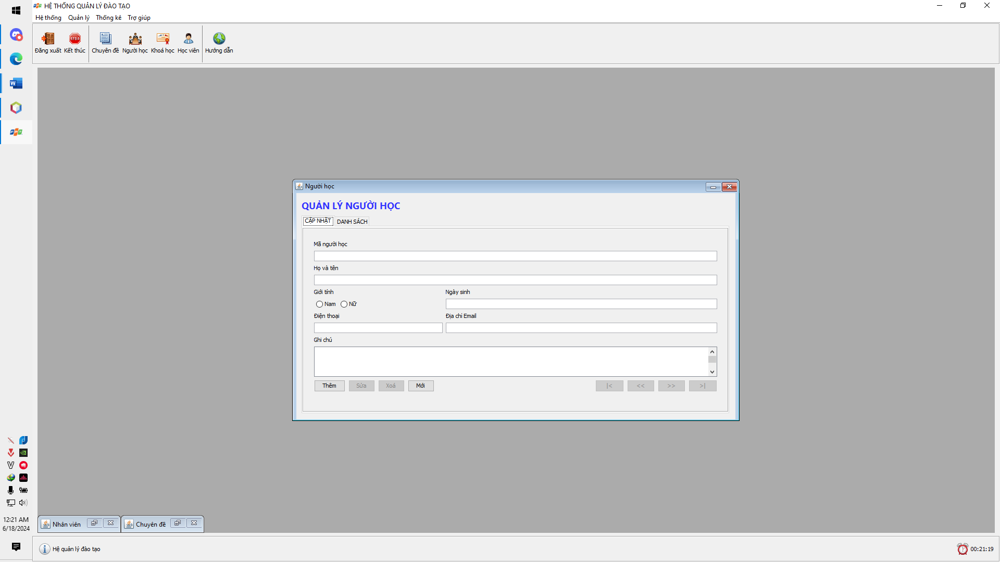 HỆ THỐNG QUẢN LÝ ĐÀO TẠO
Hệ thống Quản lý Thống kê Trợ giúp
STOP
Đăng xuất Kết thúc Chuyên đề Người học Khoá học Học viên Hướng dẫn
Người học
QUẢN LÝ NGƯỜI HỌC
CẬP NHẬT DANH SÁCH
Mã người học
Họ và tên
Giới tính Ngày sinh
Nam Nữ
Điện thoại Địa chỉ Email
Ghi chú
Thêm Sửa Xoá Mới |< << >> >|
12:21 AM
6/18/2024
Nhân viên Chuyên đề
Hệ quản lý đào tạo 00:21:19